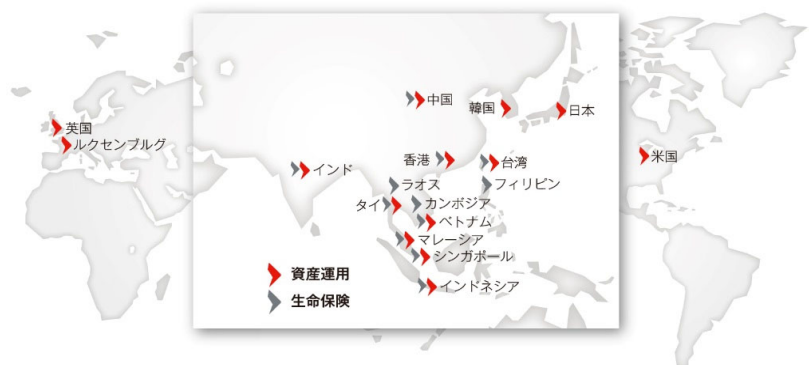 中国
韓国
日本
英国
ルクセンブルグ
香港
台湾
米国
インド
ラオス
フィリピン
タイ
カンボジア
ベトナム
マレーシア
シンガポール
資産運用
インドネシア
生命保険